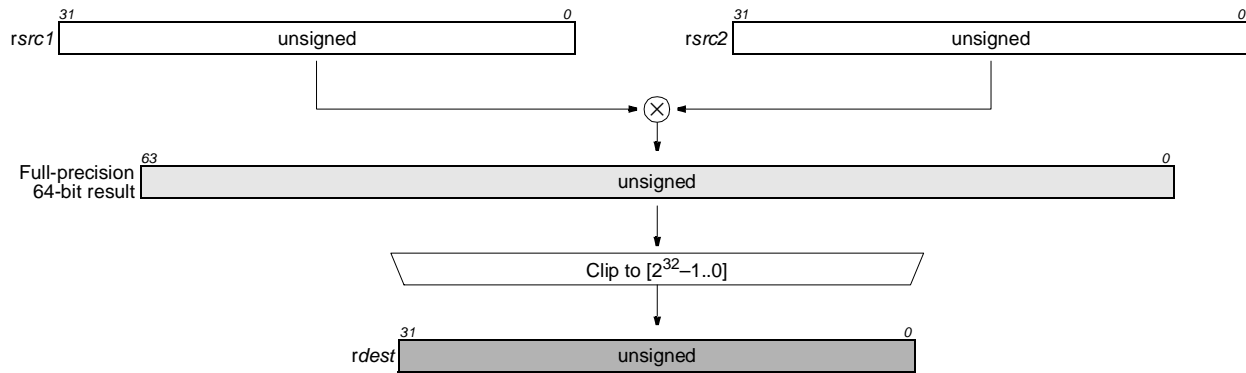 31 0 31 0
rsrc1 unsigned rsrc2 unsigned
×
63 0
Full-precision
64-bit result
unsigned
Clip to [2³²–1..0]
31 0
rdest unsigned